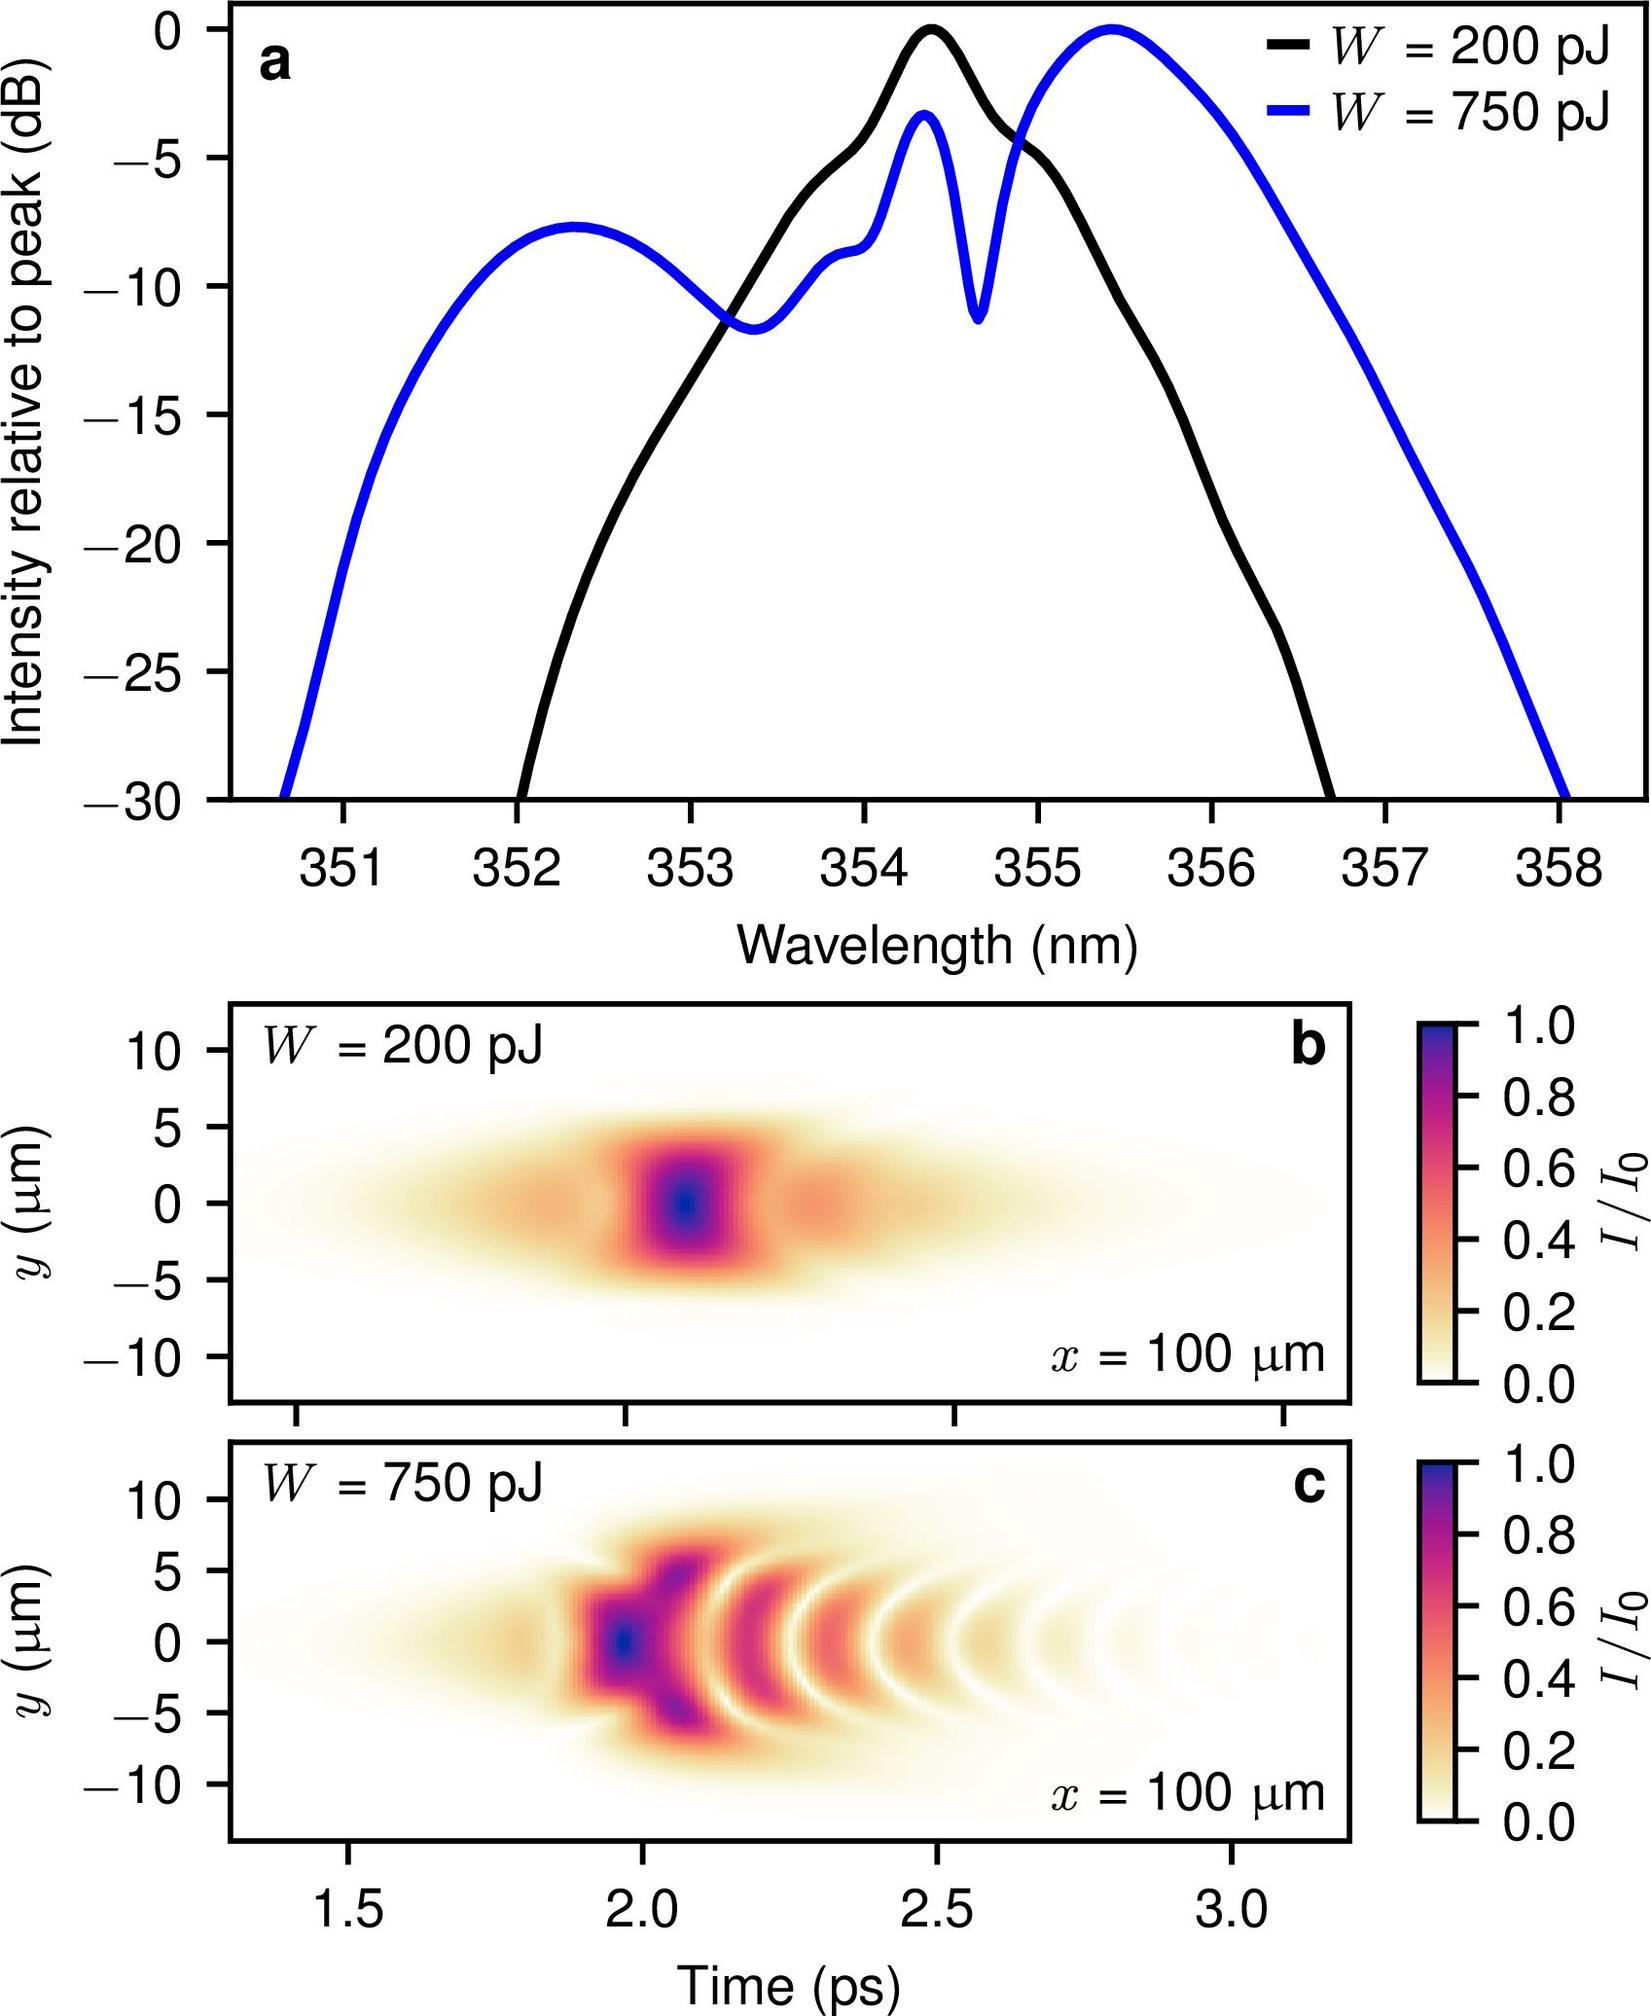 a
W = 200 pJ
W = 750 pJ
Intensity relative to peak (dB)
0
−5
−10
−15
−20
−25
−30
351 352 353 354 355 356 357 358
Wavelength (nm)
W = 200 pJ
b
x = 100 μm
y (μm)
10
5
0
−5
−10
1.0
0.8
0.6
0.4
0.2
0.0
I/I0
W = 750 pJ
c
x = 100 μm
y (μm)
10
5
0
−5
−10
1.0
0.8
0.6
0.4
0.2
0.0
I/I0
1.5 2.0 2.5 3.0
Time (ps)